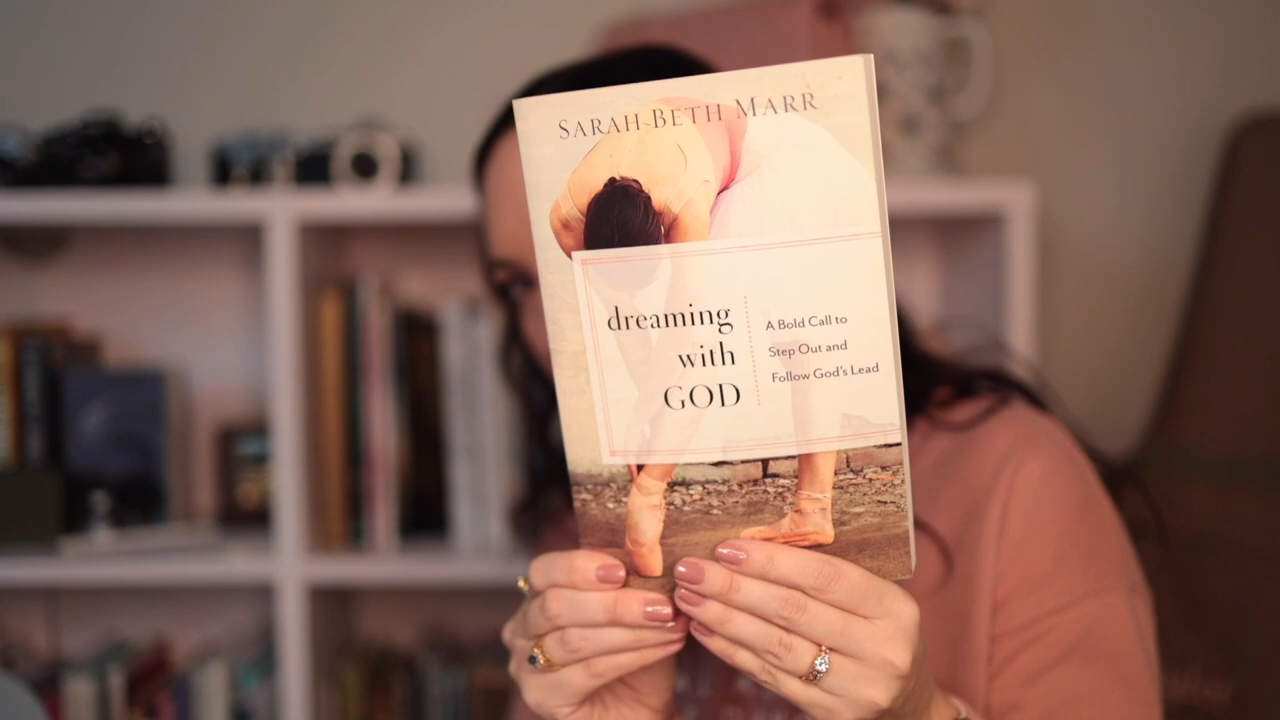 SARAH BETH MARR
dreaming
with
GOD
A Bold Call to
Step Out and
Follow God's Lead